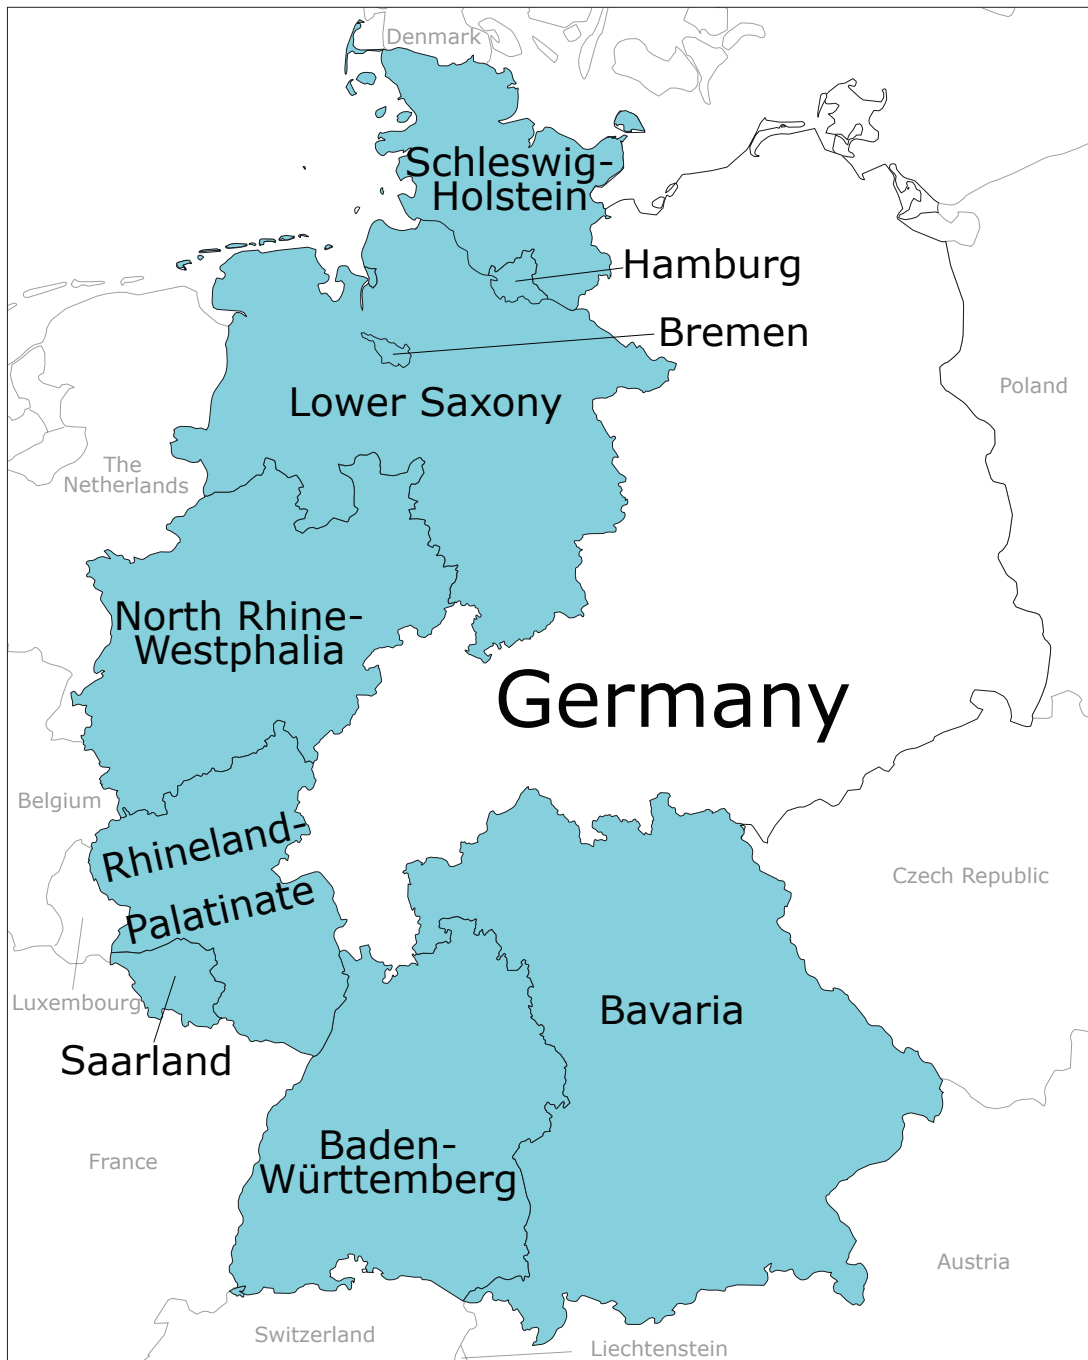 Denmark
Schleswig-
Holstein
Hamburg
Bremen
Poland
Lower Saxony
The
Netherlands
North Rhine-
Westphalia
Germany
Belgium
Rhineland-
Palatinate
Czech Republic
Luxembourg
Bavaria
Saarland
Baden-
Württemberg
France
Austria
Switzerland
Liechtenstein